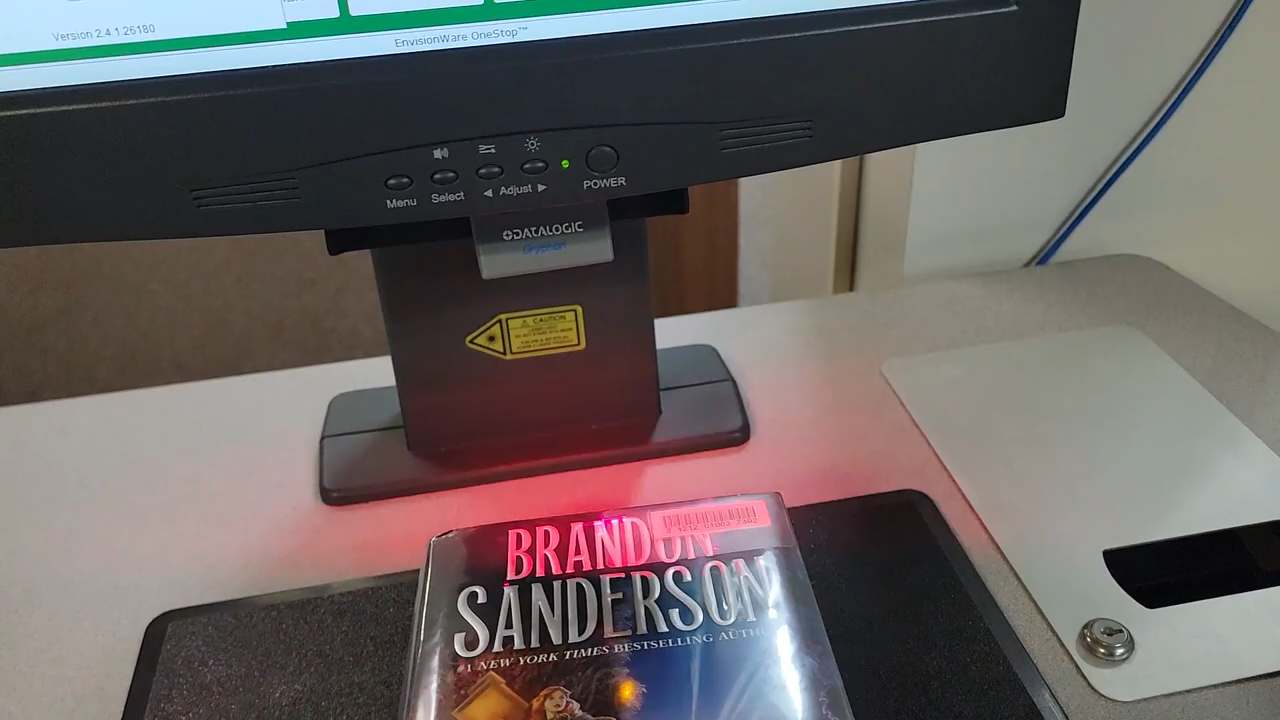 Version 2.4.1.26180
EnvisionWare OneStop™
Menu
Select
Adjust
POWER
DATALOGIC
Gryphon
CAUTION
BRANDON
SANDERSON
#1 NEW YORK TIMES BESTSELLING AUTHO